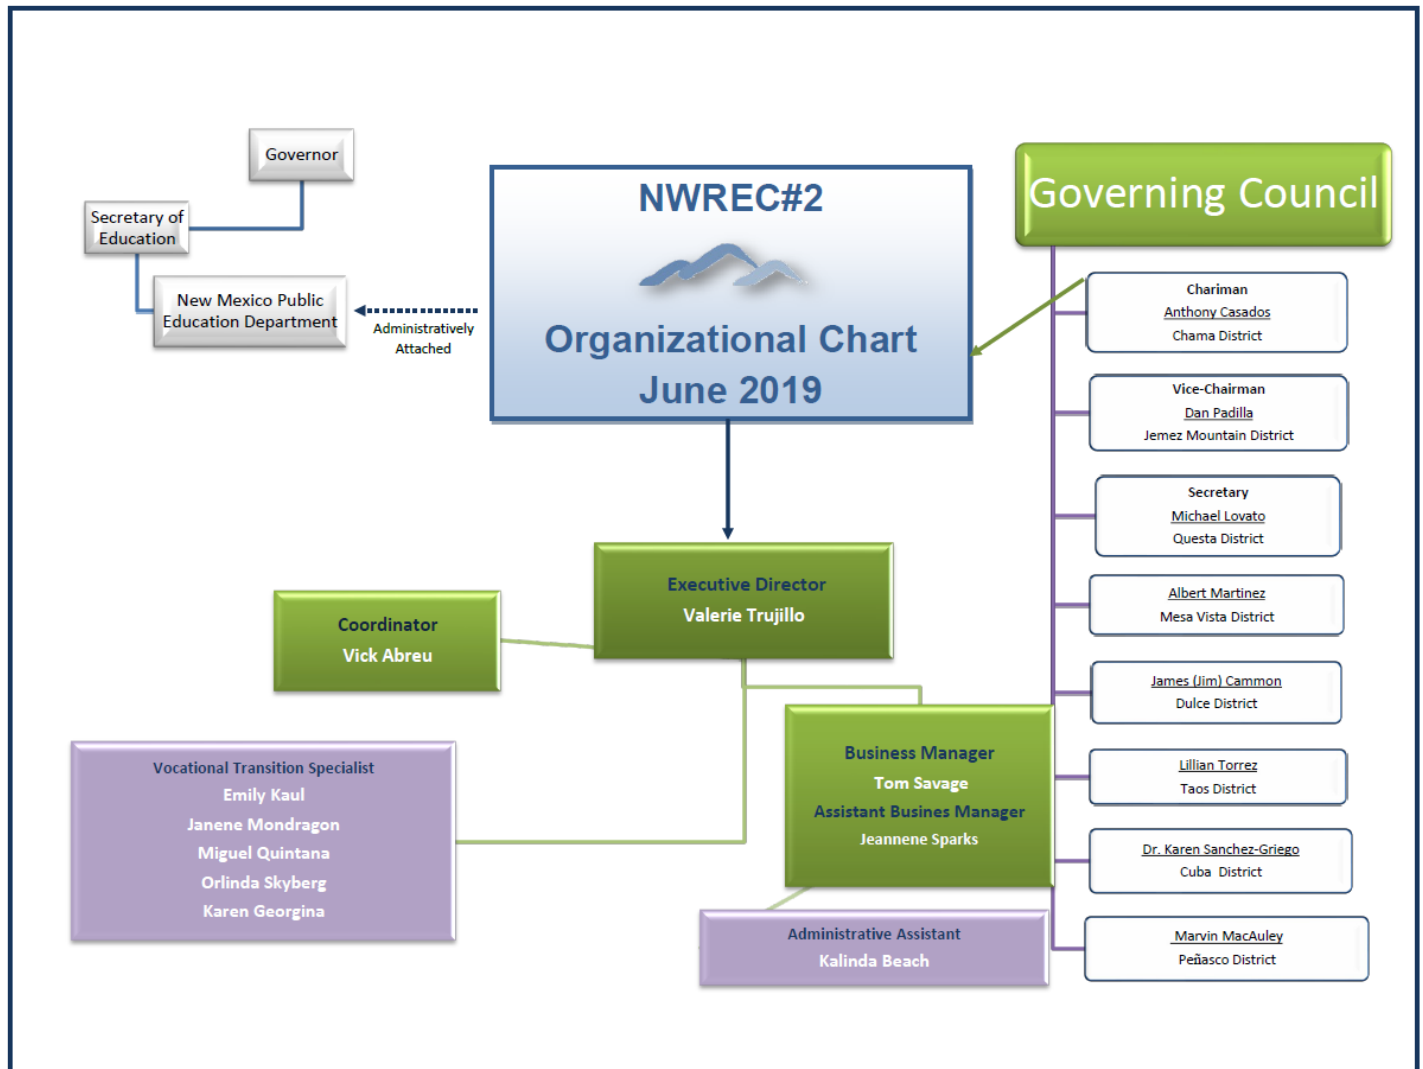 Governor
Secretary of
Education
New Mexico Public
Education Department
Administratively
Attached
NWREC#2
Organizational Chart
June 2019
Governing Council
Chariman
Anthony Casados
Chama District
Vice-Chairman
Dan Padilla
Jemez Mountain District
Secretary
Michael Lovato
Questa District
Albert Martinez
Mesa Vista District
James (Jim) Cammon
Dulce District
Lillian Torrez
Taos District
Dr. Karen Sanchez-Griego
Cuba District
Marvin MacAuley
Peñasco District
Executive Director
Valerie Trujillo
Coordinator
Vick Abreu
Business Manager
Tom Savage
Assistant Busines Manager
Jeannene Sparks
Vocational Transition Specialist
Emily Kaul
Janene Mondragon
Miguel Quintana
Orlinda Skyberg
Karen Georgina
Administrative Assistant
Kalinda Beach